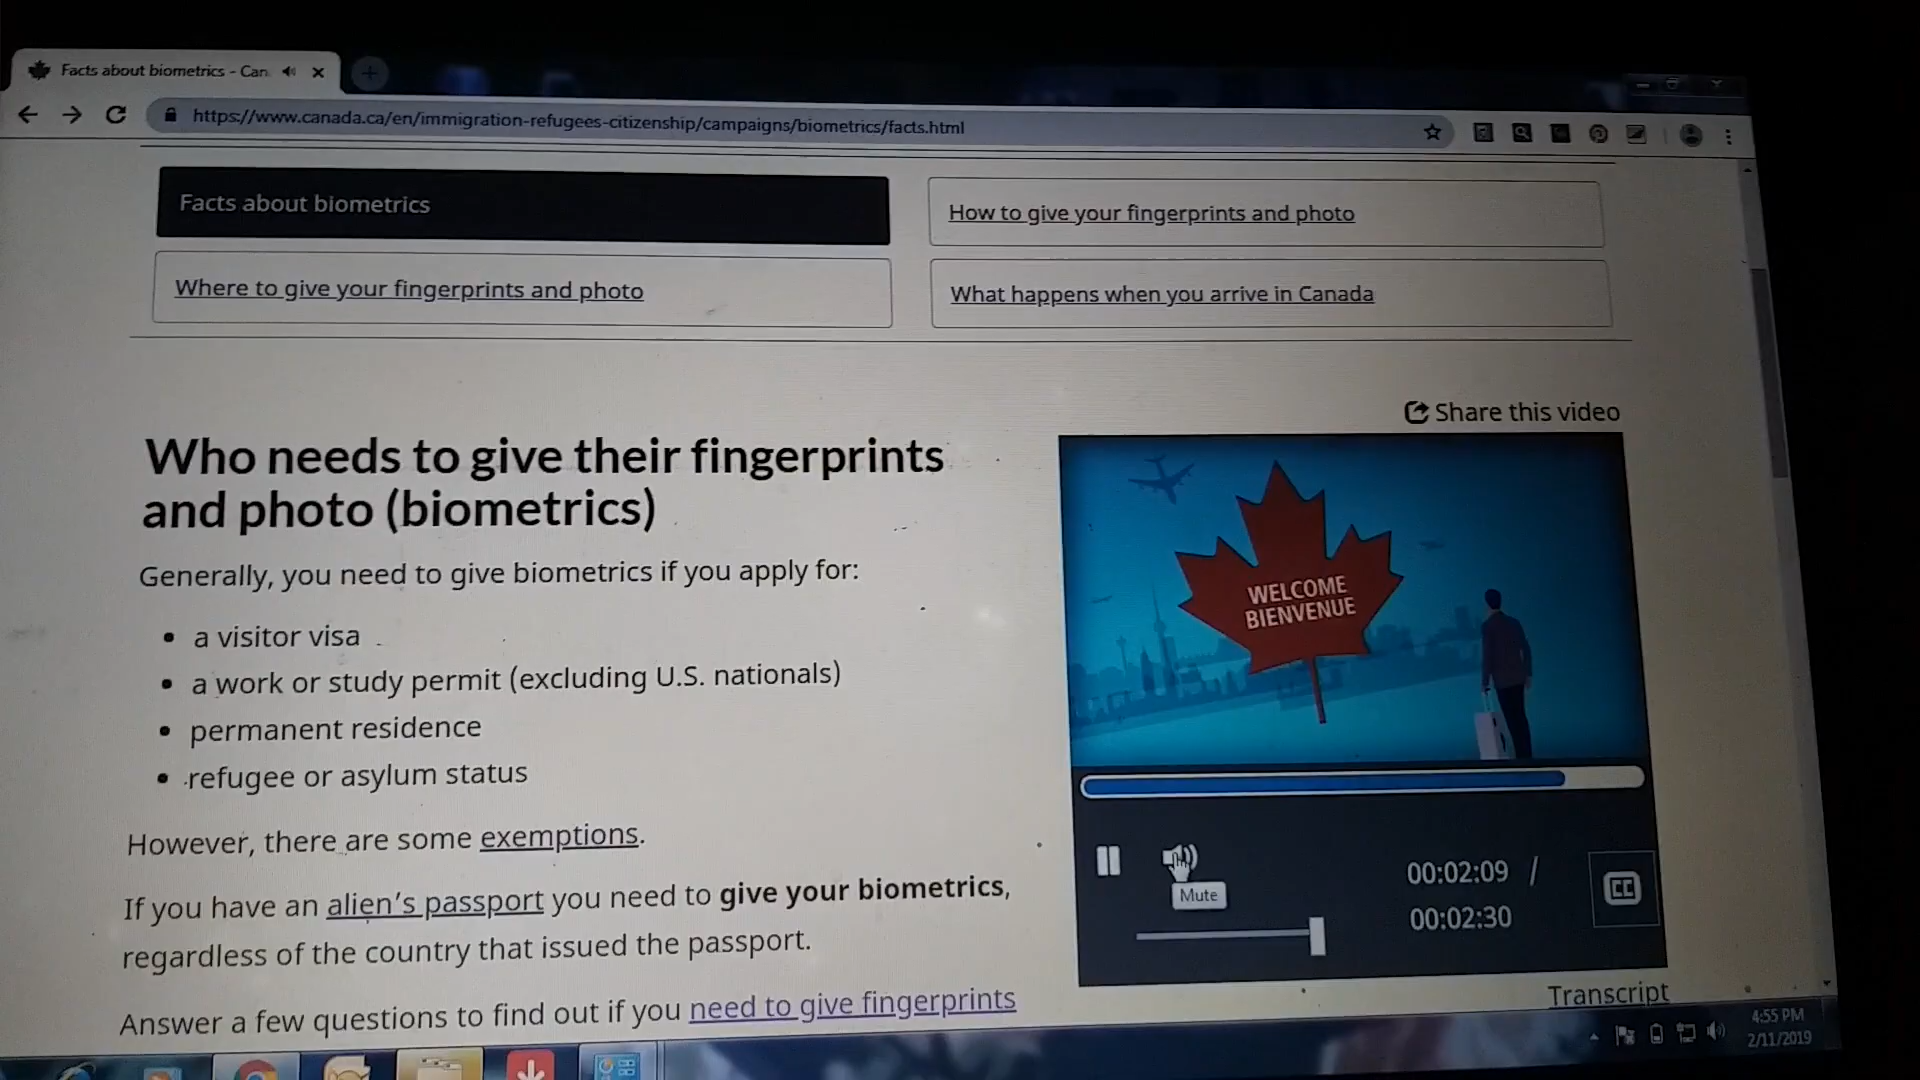 Facts about biometrics - Can
https://www.canada.ca/en/immigration-refugees-citizenship/campaigns/biometrics/facts.html
Facts about biometrics
How to give your fingerprints and photo
Where to give your fingerprints and photo
What happens when you arrive in Canada
Share this video
Who needs to give their fingerprints
and photo (biometrics)
Generally, you need to give biometrics if you apply for:
• a visitor visa
• a work or study permit (excluding U.S. nationals)
• permanent residence
• refugee or asylum status
However, there are some exemptions.
If you have an alien's passport you need to give your biometrics,
regardless of the country that issued the passport.
Answer a few questions to find out if you need to give fingerprints
WELCOME
BIENVENUE
Mute
00:02:09 /
00:02:30
CC
Transcript
4:55 PM
2/11/2019